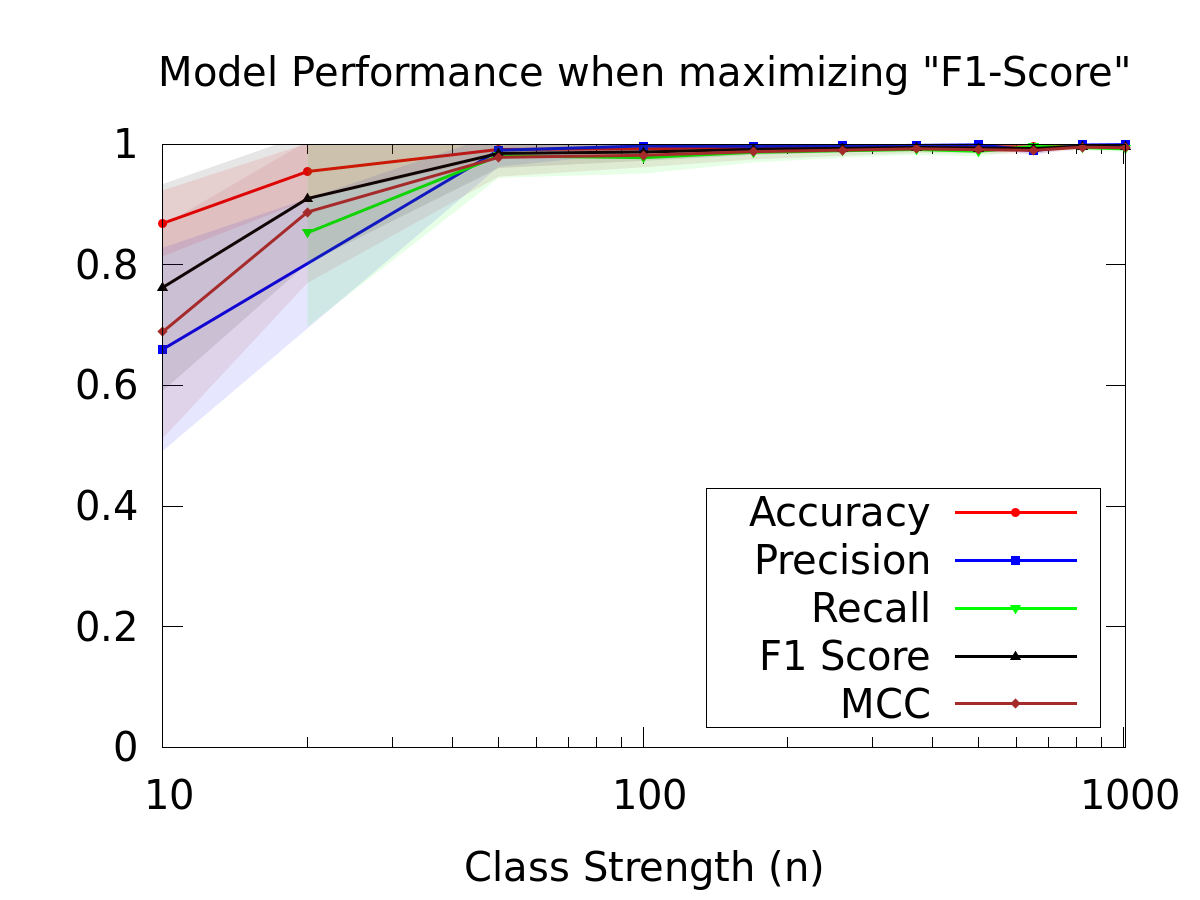 Model Performance when maximizing "F1-Score"
1
0.8
0.6
0.4
0.2
0
Accuracy
Precision
Recall
F1 Score
MCC
10 100 1000
Class Strength (n)